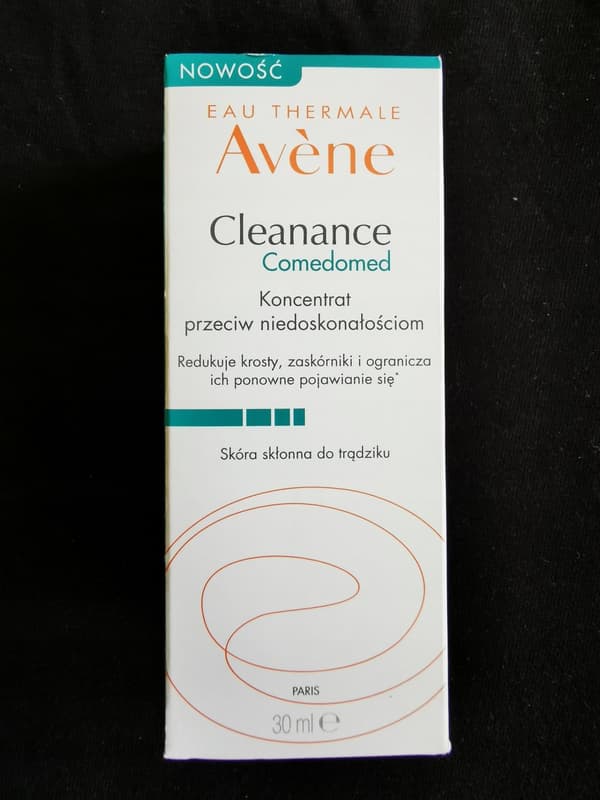 NOWOŚĆ
EAU THERMALE
Avène
Cleanance
Comedomed
Koncentrat
przeciw niedoskonałościom
Redukuje krosty, zaskórniki i ogranicza
ich ponowne pojawianie się*
Skóra skłonna do trądziku
PARIS
30 ml ℮